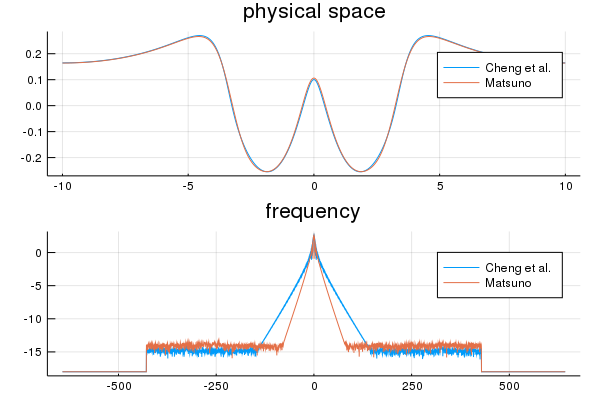 physical space
0.2
0.1
0.0
-0.1
-0.2
Cheng et al.
Matsuno
-10 -5 0 5 10
frequency
0
-5
-10
-15
Cheng et al.
Matsuno
-500 -250 0 250 500